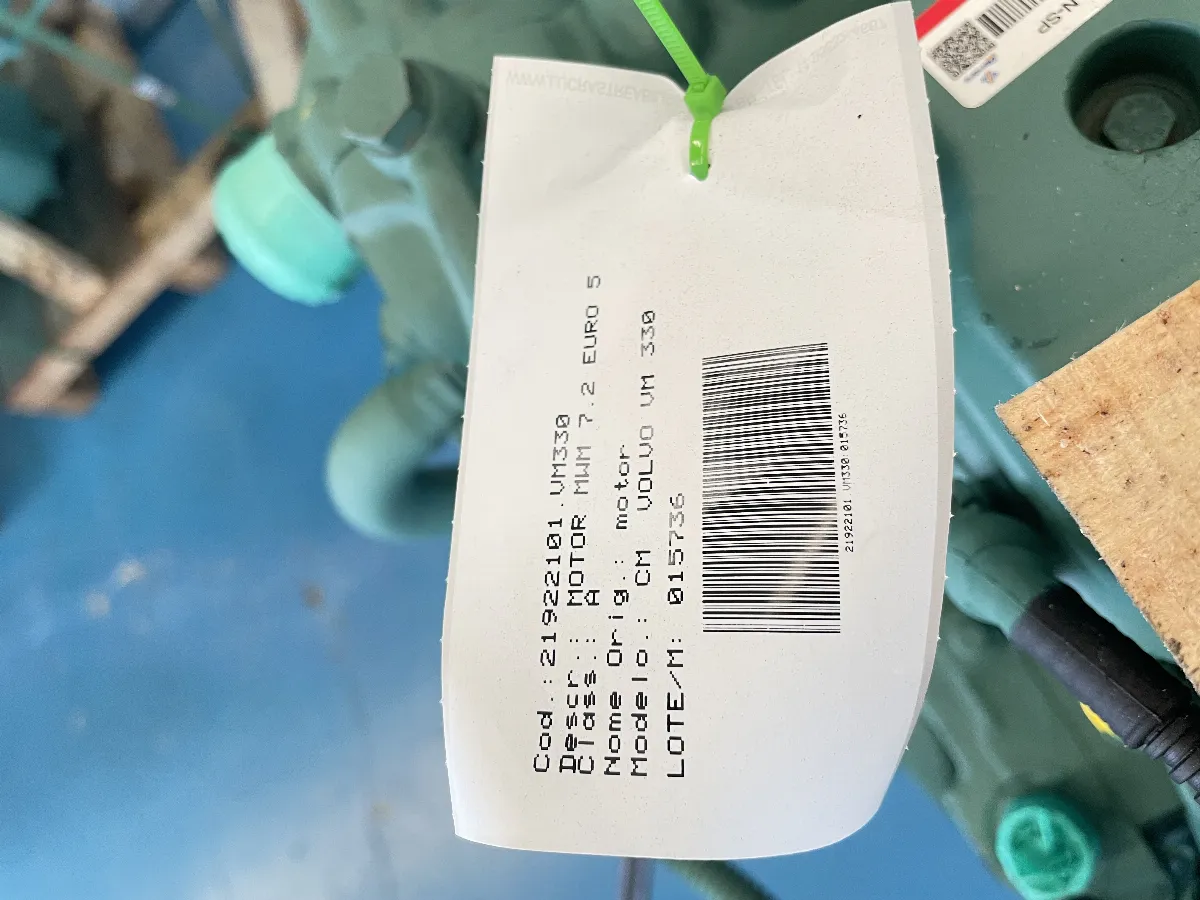 Cod.:21922101.VM330
Descr.: MOTOR MWM 7.2 EURO 5
Class.: A
Nome Orig.: motor
Modelo.: CM VOLVO VM 330
LOTE/M: 015736
21922101.VM330:015736
N-SP